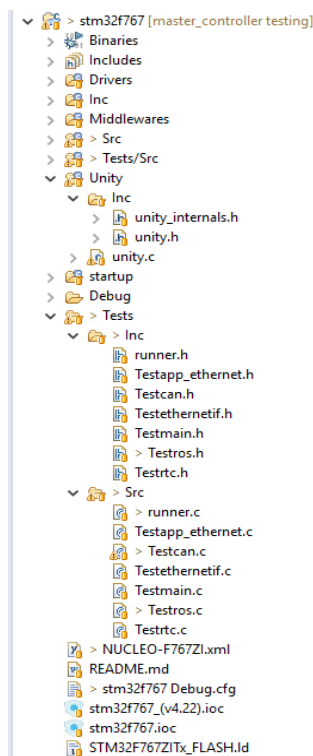 > stm32f767 [master_controller testing]
Binaries
Includes
Drivers
Inc
Middlewares
> Src
> Tests/Src
Unity
Inc
unity_internals.h
unity.h
unity.c
startup
Debug
> Tests
> Inc
runner.h
Testapp_ethernet.h
Testcan.h
Testethernetif.h
Testmain.h
> Testros.h
Testrtc.h
> Src
> runner.c
Testapp_ethernet.c
> Testcan.c
Testethernetif.c
Testmain.c
> Testros.c
Testrtc.c
> NUCLEO-F767ZI.xml
README.md
> stm32f767 Debug.cfg
stm32f767_(v4.22).ioc
stm32f767.ioc
STM32F767ZITx_FLASH.ld